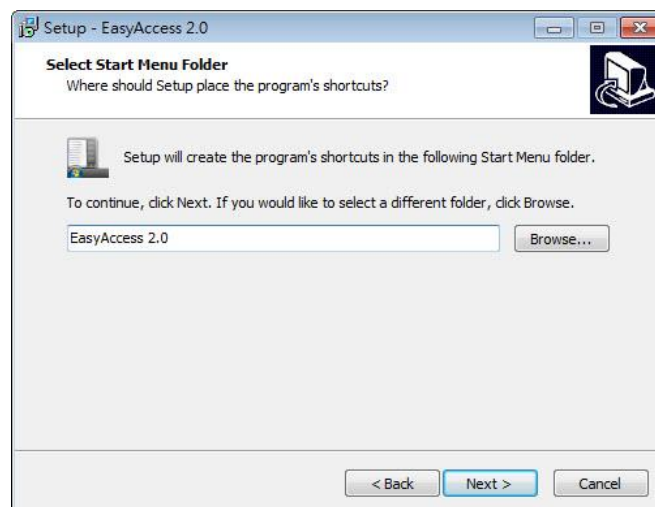 Setup - EasyAccess 2.0
Select Start Menu Folder
Where should Setup place the program's shortcuts?
Setup will create the program's shortcuts in the following Start Menu folder.
To continue, click Next. If you would like to select a different folder, click Browse.
EasyAccess 2.0
Browse...
< Back
Next >
Cancel